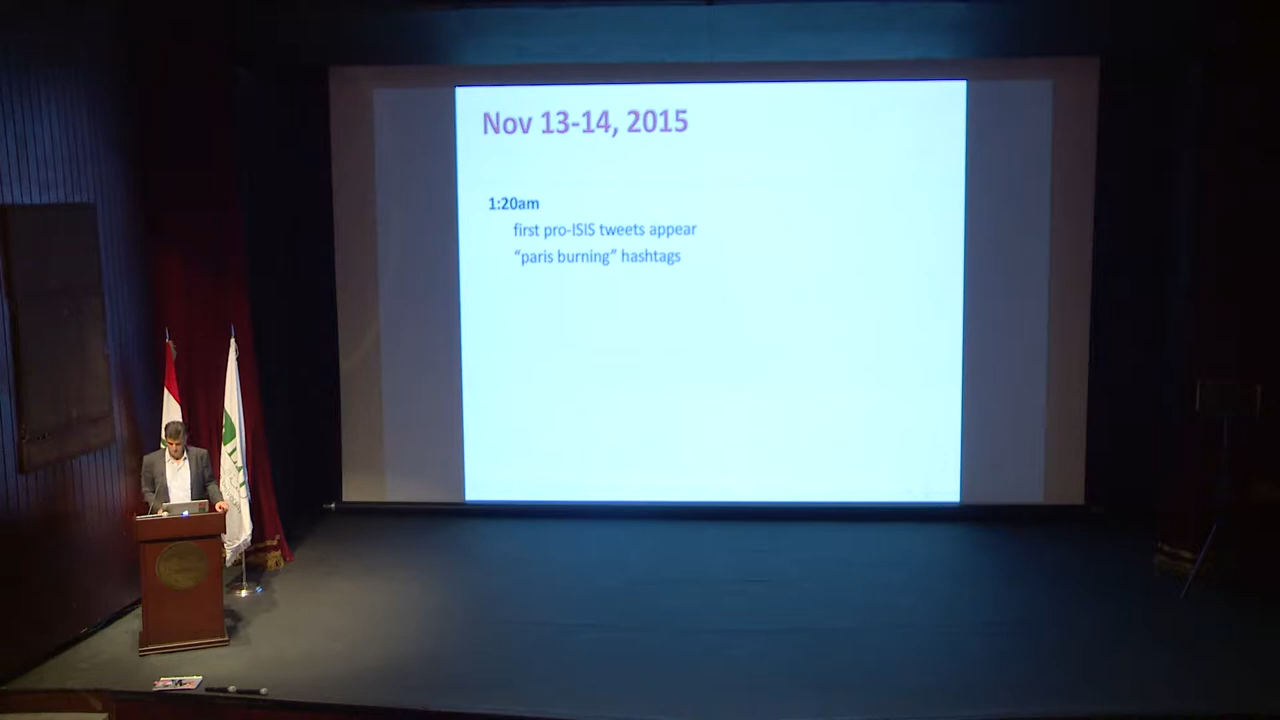 Nov 13-14, 2015
1:20am
first pro-ISIS tweets appear
“paris burning” hashtags